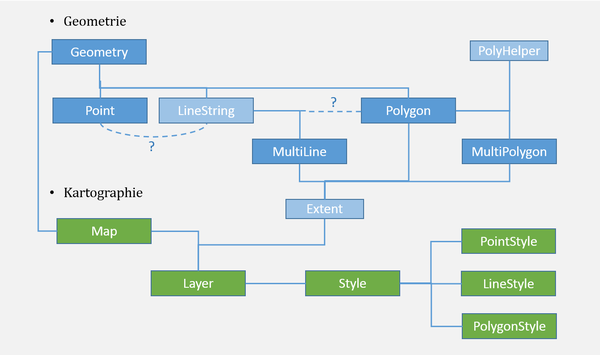 • Geometrie
Geometry
PolyHelper
Point
LineString
?
Polygon
?
MultiLine
MultiPolygon
• Kartographie
Extent
Map
PointStyle
Layer
Style
LineStyle
PolygonStyle